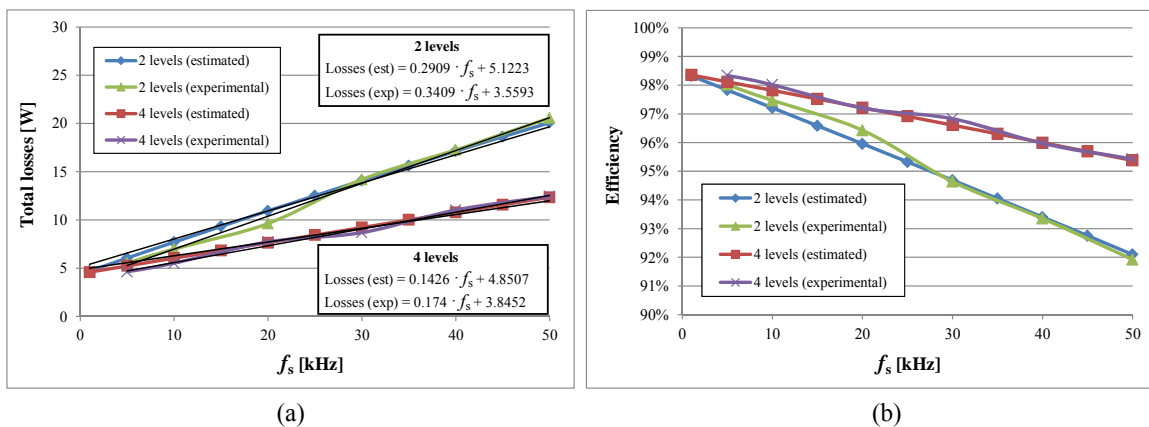 30
25
20
15
10
5
0
Total losses [W]
2 levels (estimated)
2 levels (experimental)
4 levels (estimated)
4 levels (experimental)
2 levels
Losses (est) = 0.2909 · fs + 5.1223
Losses (exp) = 0.3409 · fs + 3.5593
4 levels
Losses (est) = 0.1426 · fs + 4.8507
Losses (exp) = 0.174 · fs + 3.8452
0 10 20 30 40 50
fs [kHz]
(a)
100%
99%
98%
97%
96%
95%
94%
93%
92%
91%
90%
Efficiency
2 levels (estimated)
2 levels (experimental)
4 levels (estimated)
4 levels (experimental)
0 10 20 30 40 50
fs [kHz]
(b)